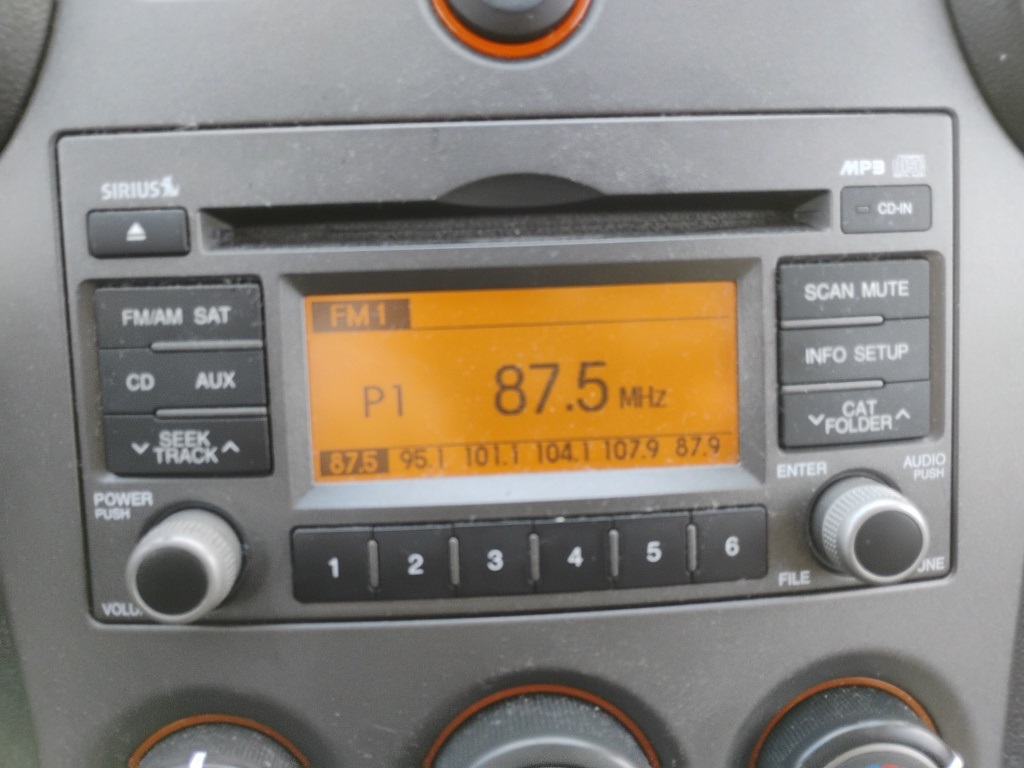 SIRIUS
MP3
CD-IN
FM/AM SAT
CD AUX
SEEK
TRACK
POWER
PUSH
FM1
P1 87.5 MHz
87.5 95.1 101.1 104.1 107.9 87.9
1 2 3 4 5 6
SCAN MUTE
INFO SETUP
CAT
FOLDER
ENTER
AUDIO
PUSH
FILE